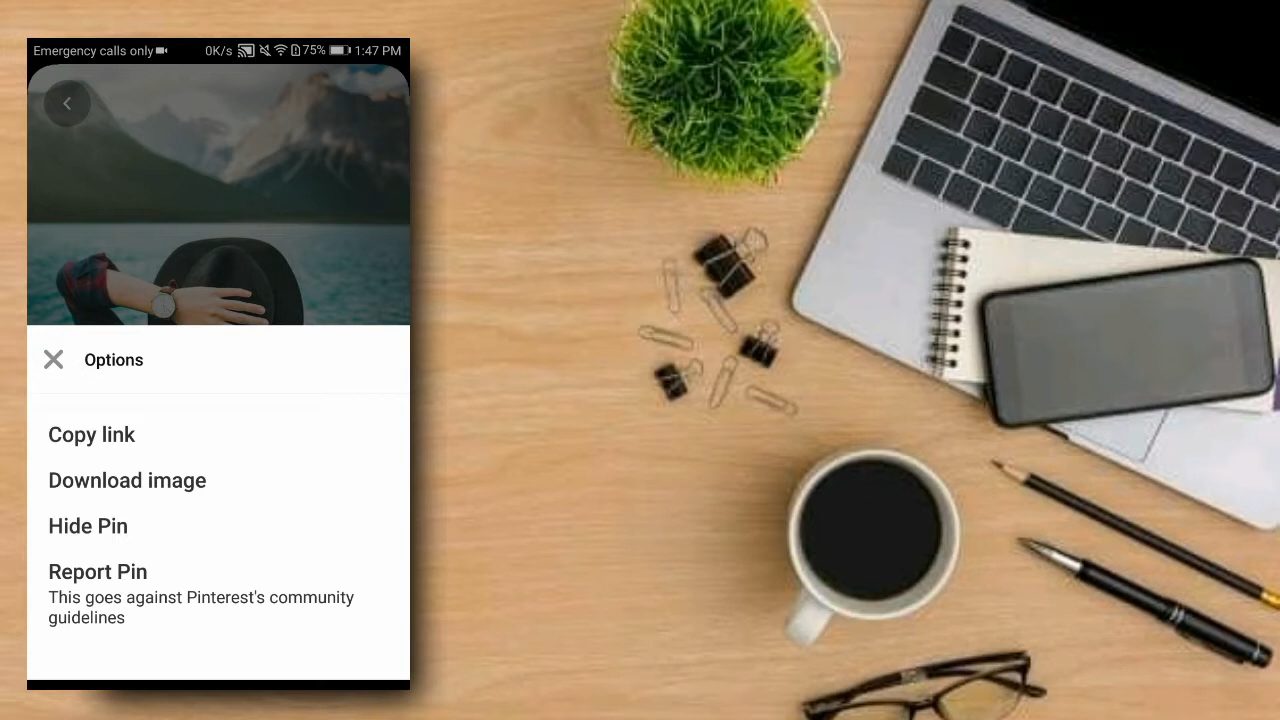 Emergency calls only 0K/s 75% 1:47 PM
Options
Copy link
Download image
Hide Pin
Report Pin
This goes against Pinterest's community
guidelines